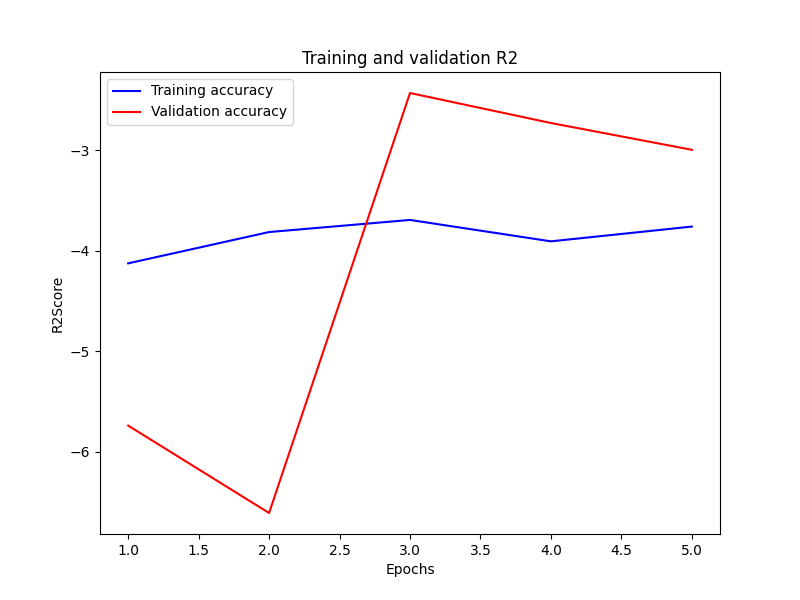 Training and validation R2
Training accuracy
Validation accuracy
R2Score
−3
−4
−5
−6
1.0 1.5 2.0 2.5 3.0 3.5 4.0 4.5 5.0
Epochs